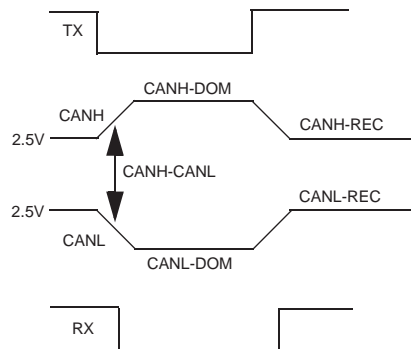 TX
CANH-DOM
CANH
CANH-REC
2.5V
CANH-CANL
2.5V
CANL-REC
CANL
CANL-DOM
RX